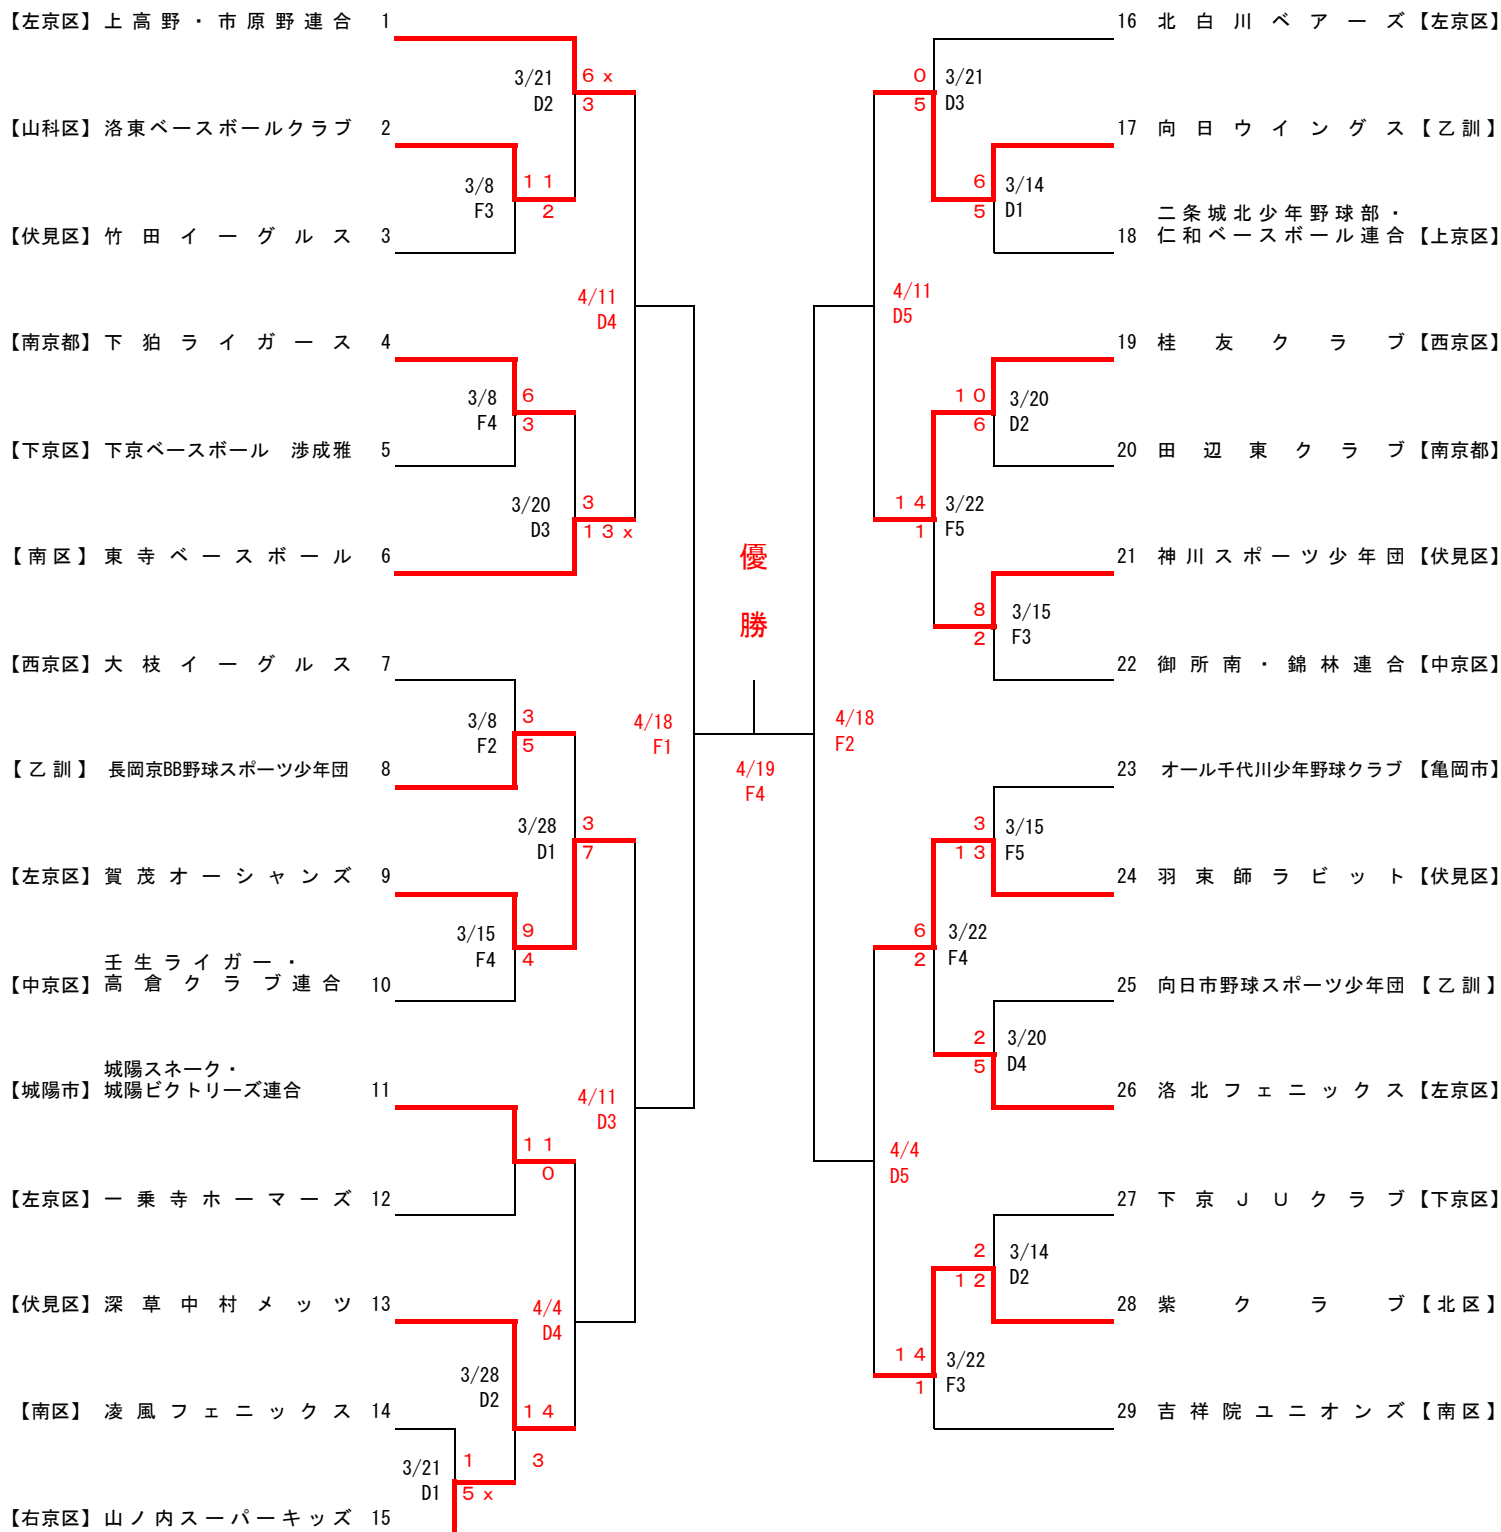 【左京区】上高野・市原野連合 1
3/21 6x
D2 3
【山科区】洛東ベースボールクラブ 2
3/8 11
F3 2
【伏見区】竹田イーグルス 3
4/11
D4
【南京都】下狛ライガース 4
3/8 6
F4 3
【下京区】下京ベースボール 渉成雅 5
3/20 3
D3 13x
【南区】東寺ベースボール 6
【西京区】大枝イーグルス 7
3/8 3
F2 5
【乙訓】長岡京BB野球スポーツ少年団 8
4/18
F1
3/28 3
D1 7
【左京区】賀茂オーシャンズ 9
3/15 9
F4 4
壬生ライガー・
【中京区】高倉クラブ連合 10
城陽スネーク・
【城陽市】城陽ビクトリーズ連合 11
4/11
D3
11
0
【左京区】一乗寺ホーマーズ 12
【伏見区】深草中村メッツ 13
4/4
D4
3/28
D2 14
3
【南区】凌風フェニックス 14
3/21 1
D1 5x
【右京区】山ノ内スーパーキッズ 15
優
勝
4/19
F4
16 北白川ベアーズ【左京区】
0 3/21
5 D3
17 向日ウイングス【乙訓】
6 3/14
5 D1
二条城北少年野球部・
18 仁和ベースボール連合【上京区】
4/11
D5
19 桂友クラブ【西京区】
10 3/20
6 D2
20 田辺東クラブ【南京都】
14 3/22
1 F5
21 神川スポーツ少年団【伏見区】
8 3/15
2 F3
22 御所南・錦林連合【中京区】
4/18
F2
23 オール千代川少年野球クラブ【亀岡市】
3 3/15
13 F5
24 羽束師ラビット【伏見区】
6 3/22
2 F4
25 向日市野球スポーツ少年団【乙訓】
2 3/20
5 D4
26 洛北フェニックス【左京区】
4/4
D5
27 下京JUクラブ【下京区】
2 3/14
12 D2
28 紫クラブ【北区】
14 3/22
1 F3
29 吉祥院ユニオンズ【南区】